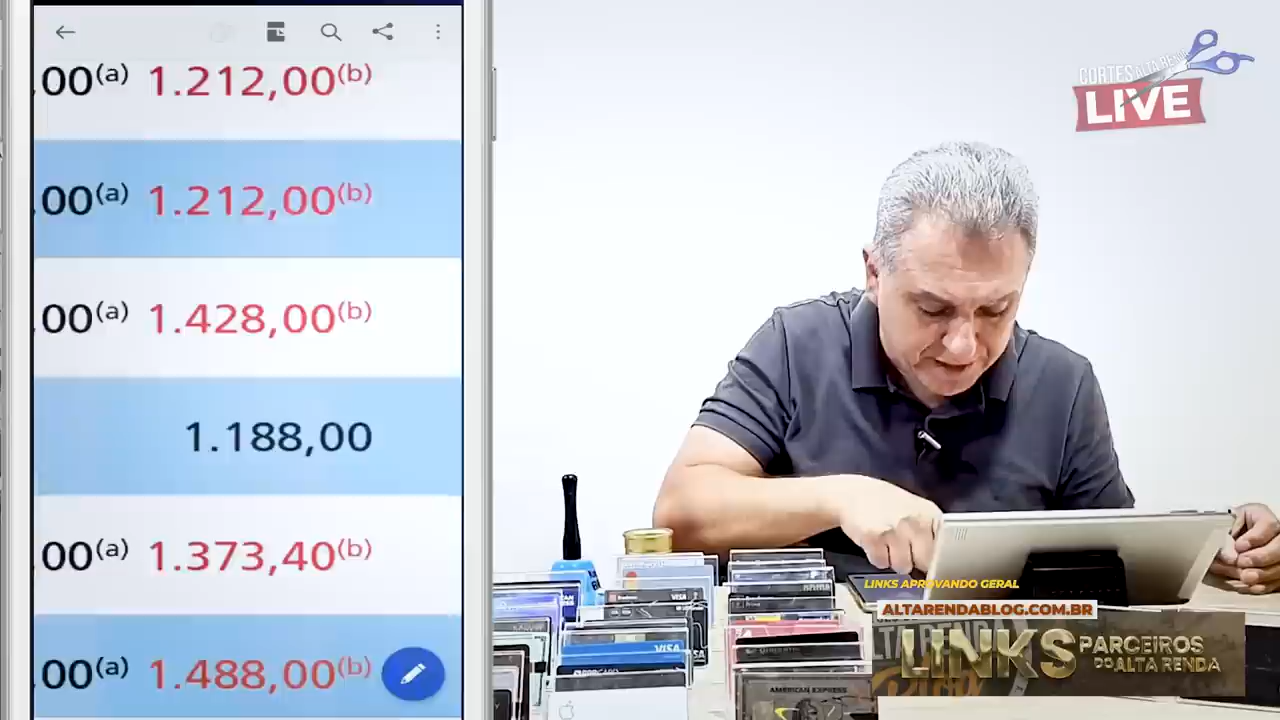 .00(a) 1.212,00(b)
.00(a) 1.212,00(b)
.00(a) 1.428,00(b)
1.188,00
.00(a) 1.373,40(b)
.00(a) 1.488,00(b)
CORTES ALTA RENDA
LIVE
LINKS APROVANDO GERAL
ALTARENDABLOG.COM.BR
LINKS PARCEIROS
DO ALTA RENDA
VISA
VISA
AMERICAN EXPRESS